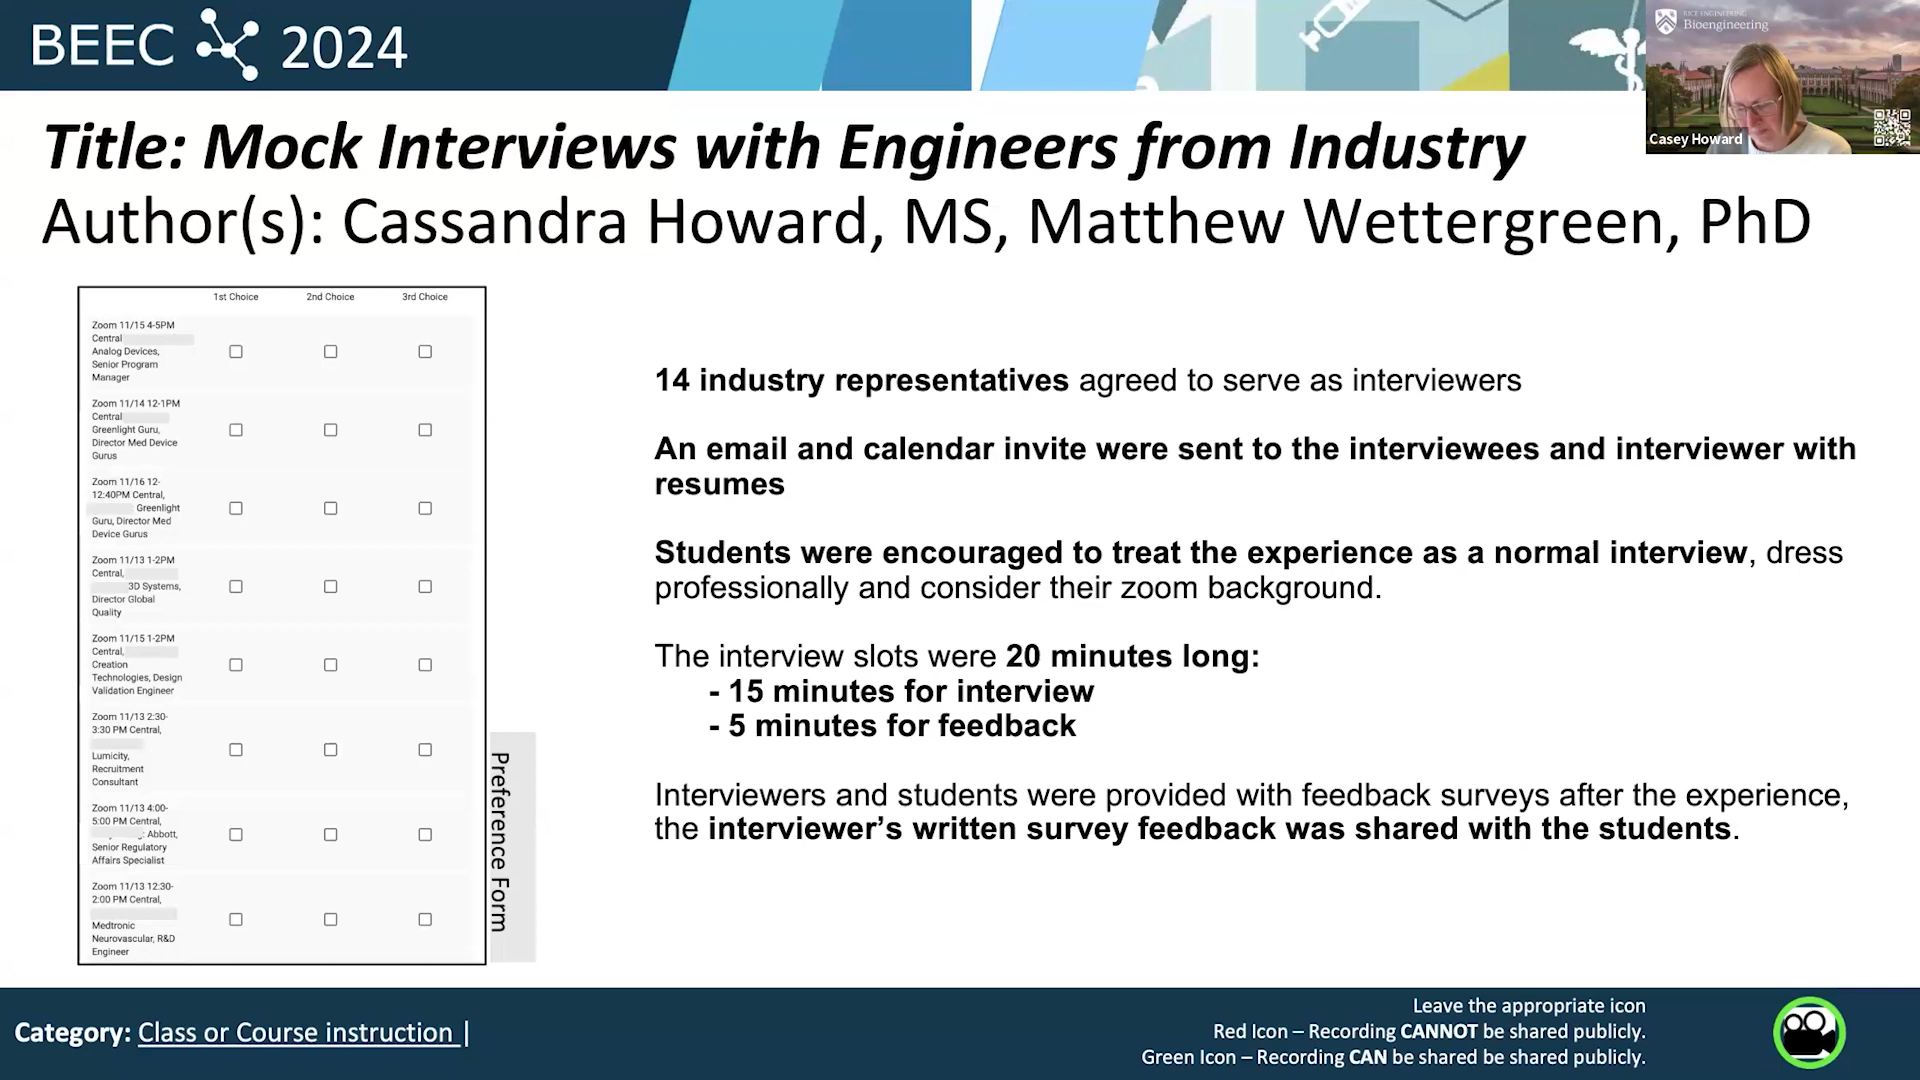 BEEC 2024
RICE ENGINEERING
Bioengineering
Casey Howard
Title: Mock Interviews with Engineers from Industry
Author(s): Cassandra Howard, MS, Matthew Wettergreen, PhD
1st Choice 2nd Choice 3rd Choice
Zoom 11/15 4-5PM
Central
Analog Devices,
Senior Program
Manager
Zoom 11/14 12-1PM
Central
Greenlight Guru,
Director Med Device
Gurus
Zoom 11/16 12-
12:40PM Central,
Greenlight
Guru, Director Med
Device Gurus
Zoom 11/13 1-2PM
Central,
3D Systems,
Director Global
Quality
Zoom 11/15 1-2PM
Central,
Creation
Technologies, Design
Validation Engineer
Zoom 11/13 2:30-
3:30 PM Central,
Lumicity,
Recruitment
Consultant
Zoom 11/13 4:00-
5:00 PM Central,
Abbott,
Senior Regulatory
Affairs Specialist
Zoom 11/13 12:30-
2:00 PM Central,
Medtronic
Neurovascular, R&D
Engineer
Preference Form
14 industry representatives agreed to serve as interviewers
An email and calendar invite were sent to the interviewees and interviewer with
resumes
Students were encouraged to treat the experience as a normal interview, dress
professionally and consider their zoom background.
The interview slots were 20 minutes long:
- 15 minutes for interview
- 5 minutes for feedback
Interviewers and students were provided with feedback surveys after the experience,
the interviewer’s written survey feedback was shared with the students.
Category: Class or Course instruction |
Leave the appropriate icon
Red Icon – Recording CANNOT be shared publicly.
Green Icon – Recording CAN be shared be shared publicly.